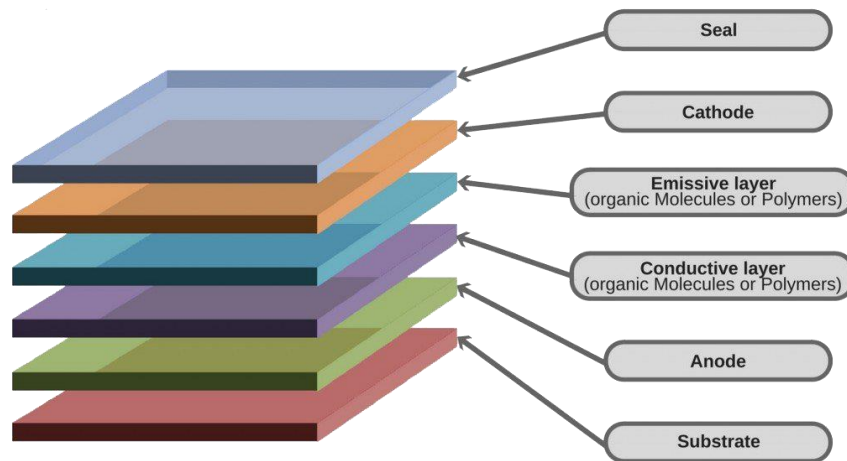 Seal
Cathode
Emissive layer
(organic Molecules or Polymers)
Conductive layer
(organic Molecules or Polymers)
Anode
Substrate